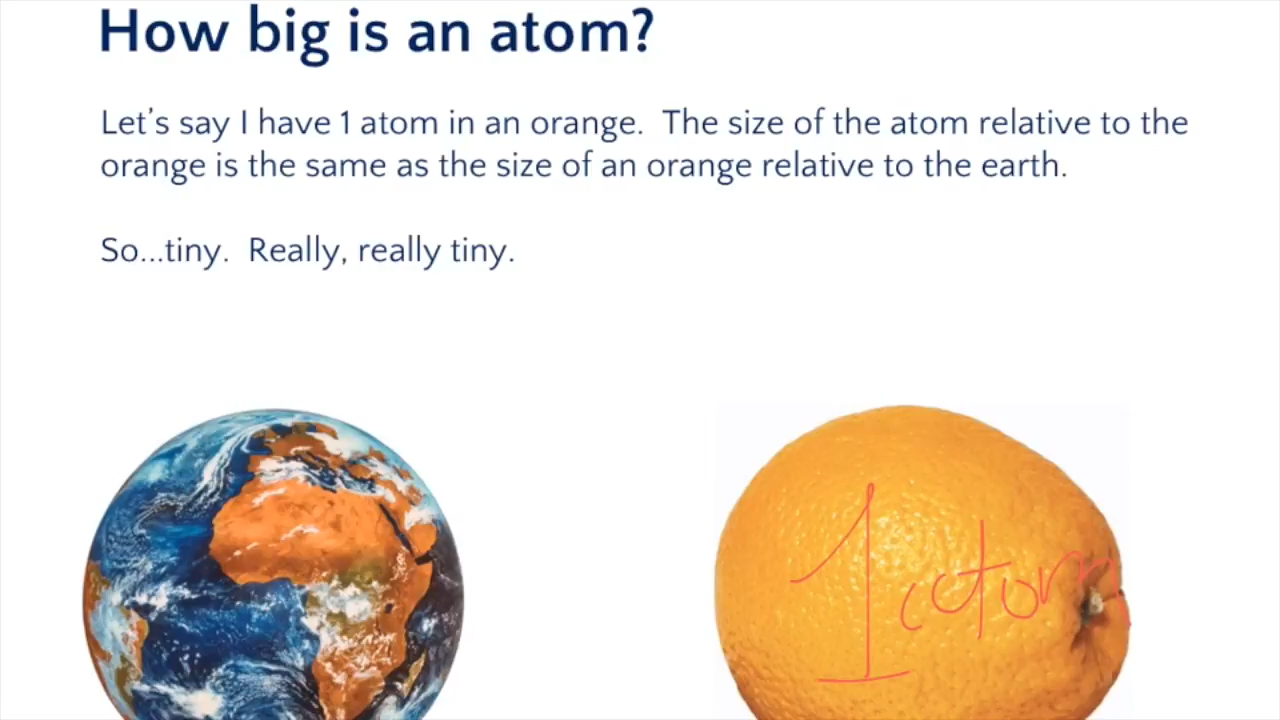 How big is an atom?
Let's say I have 1 atom in an orange.  The size of the atom relative to the
orange is the same as the size of an orange relative to the earth.
So...tiny.  Really, really tiny.
1 atom